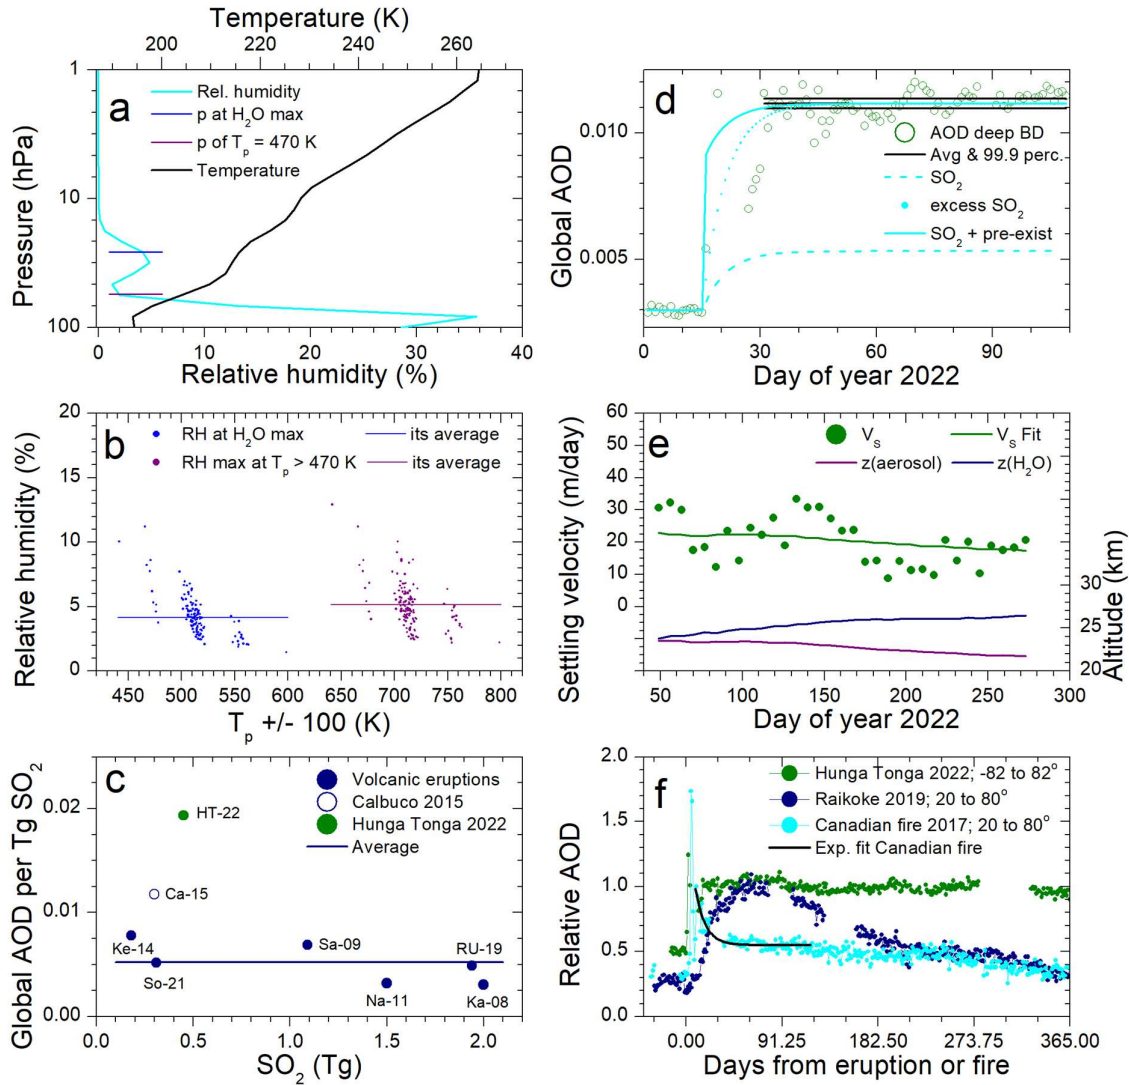 Temperature (K)
200 220 240 260
a
Rel. humidity
p at H2O max
p of Tp = 470 K
Temperature
1
10
100
Pressure (hPa)
0 10 20 30 40
Relative humidity (%)
d
AOD deep BD
Avg & 99.9 perc.
SO2
excess SO2
SO2 + pre-exist
0.010
0.005
Global AOD
0 30 60 90
Day of year 2022
b
RH at H2O max
its average
RH max at Tp > 470 K
its average
20
15
10
5
0
Relative humidity (%)
450 500 550 600 650 700 750 800
Tp +/- 100 (K)
e
VS
VS Fit
z(aerosol)
z(H2O)
60
50
40
30
20
10
0
Settling velocity (m/day)
30
25
20
Altitude (km)
50 100 150 200 250 300
Day of year 2022
c
Volcanic eruptions
Calbuco 2015
Hunga Tonga 2022
Average
HT-22
Ca-15
Ke-14
So-21
Sa-09
Na-11
RU-19
Ka-08
0.02
0.01
0.00
Global AOD per Tg SO2
0.0 0.5 1.0 1.5 2.0
SO2 (Tg)
f
Hunga Tonga 2022; -82 to 82°
Raikoke 2019; 20 to 80°
Canadian fire 2017; 20 to 80°
Exp. fit Canadian fire
2.0
1.5
1.0
0.5
0.0
Relative AOD
0.00 91.25 182.50 273.75 365.00
Days from eruption or fire